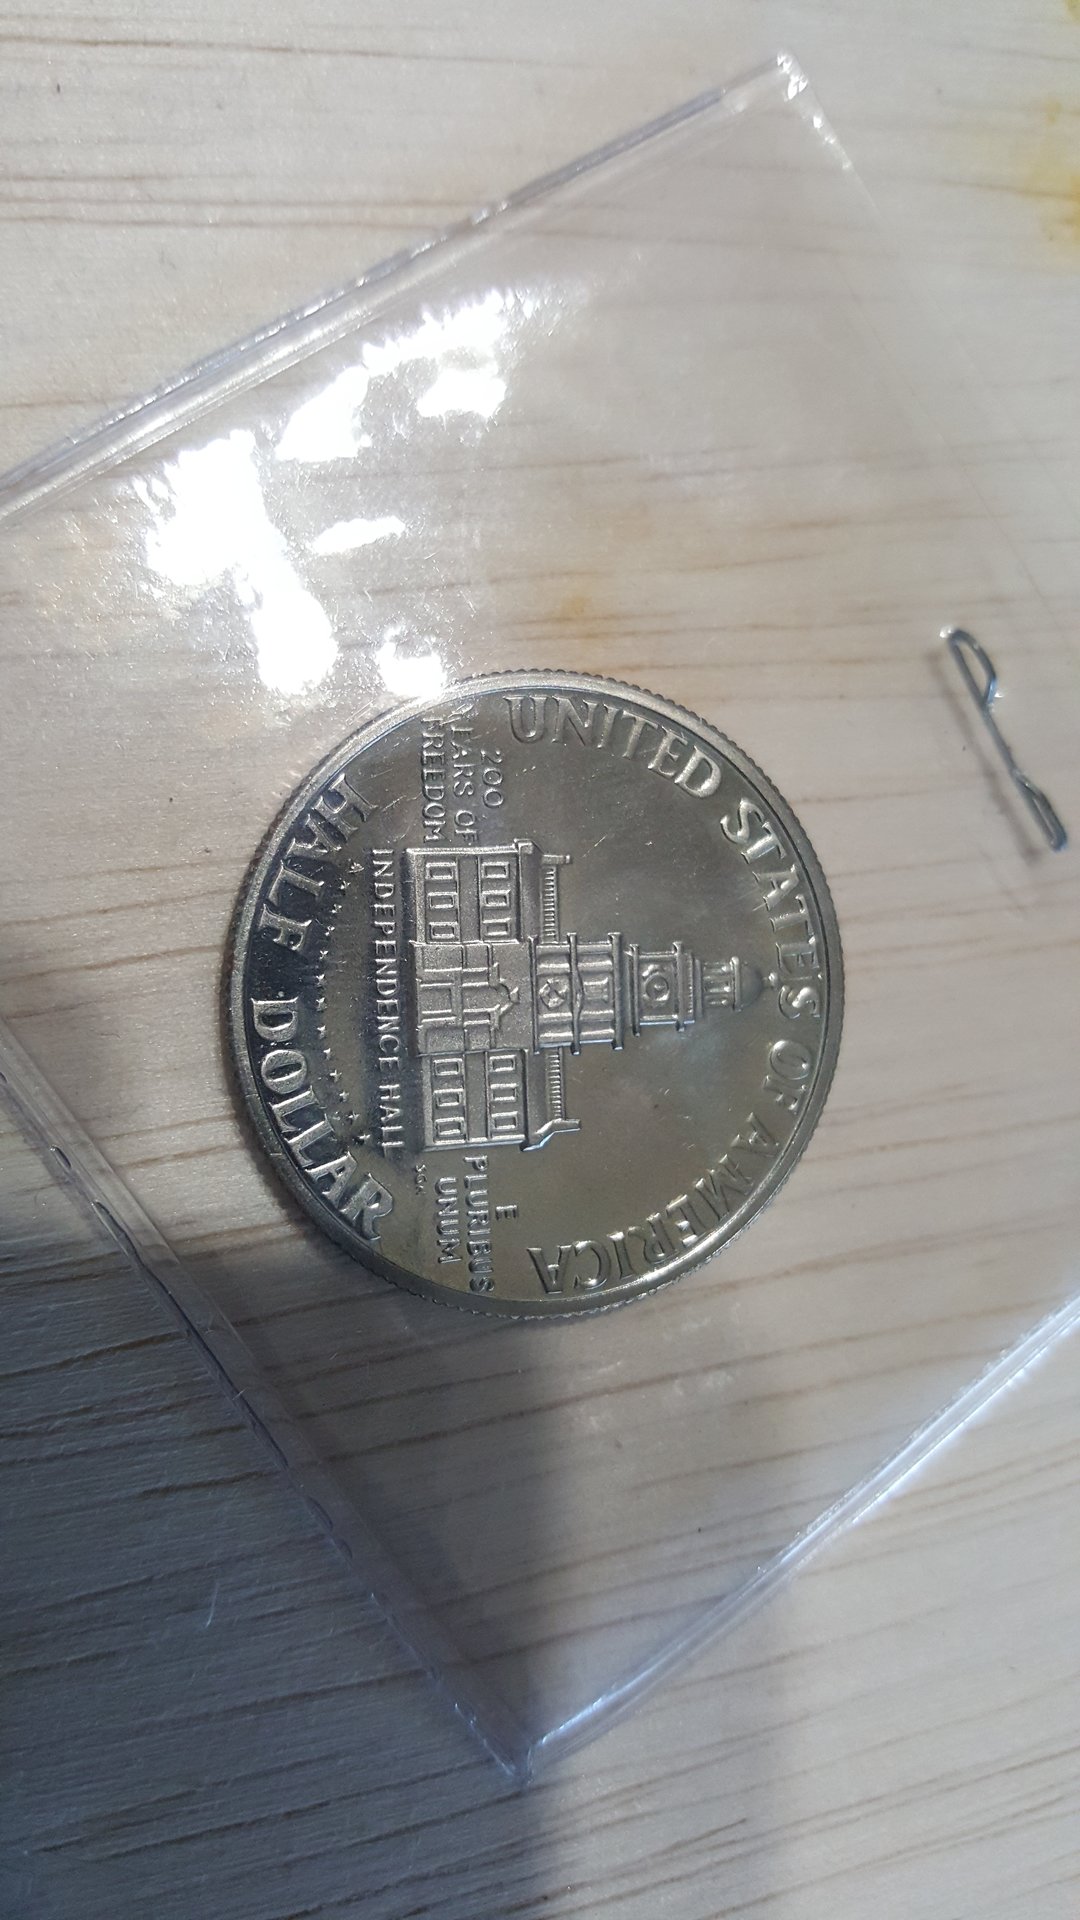 UNITED STATES OF AMERICA
200
YEARS OF
FREEDOM
E
PLURIBUS
UNUM
INDEPENDENCE HALL
HALF DOLLAR